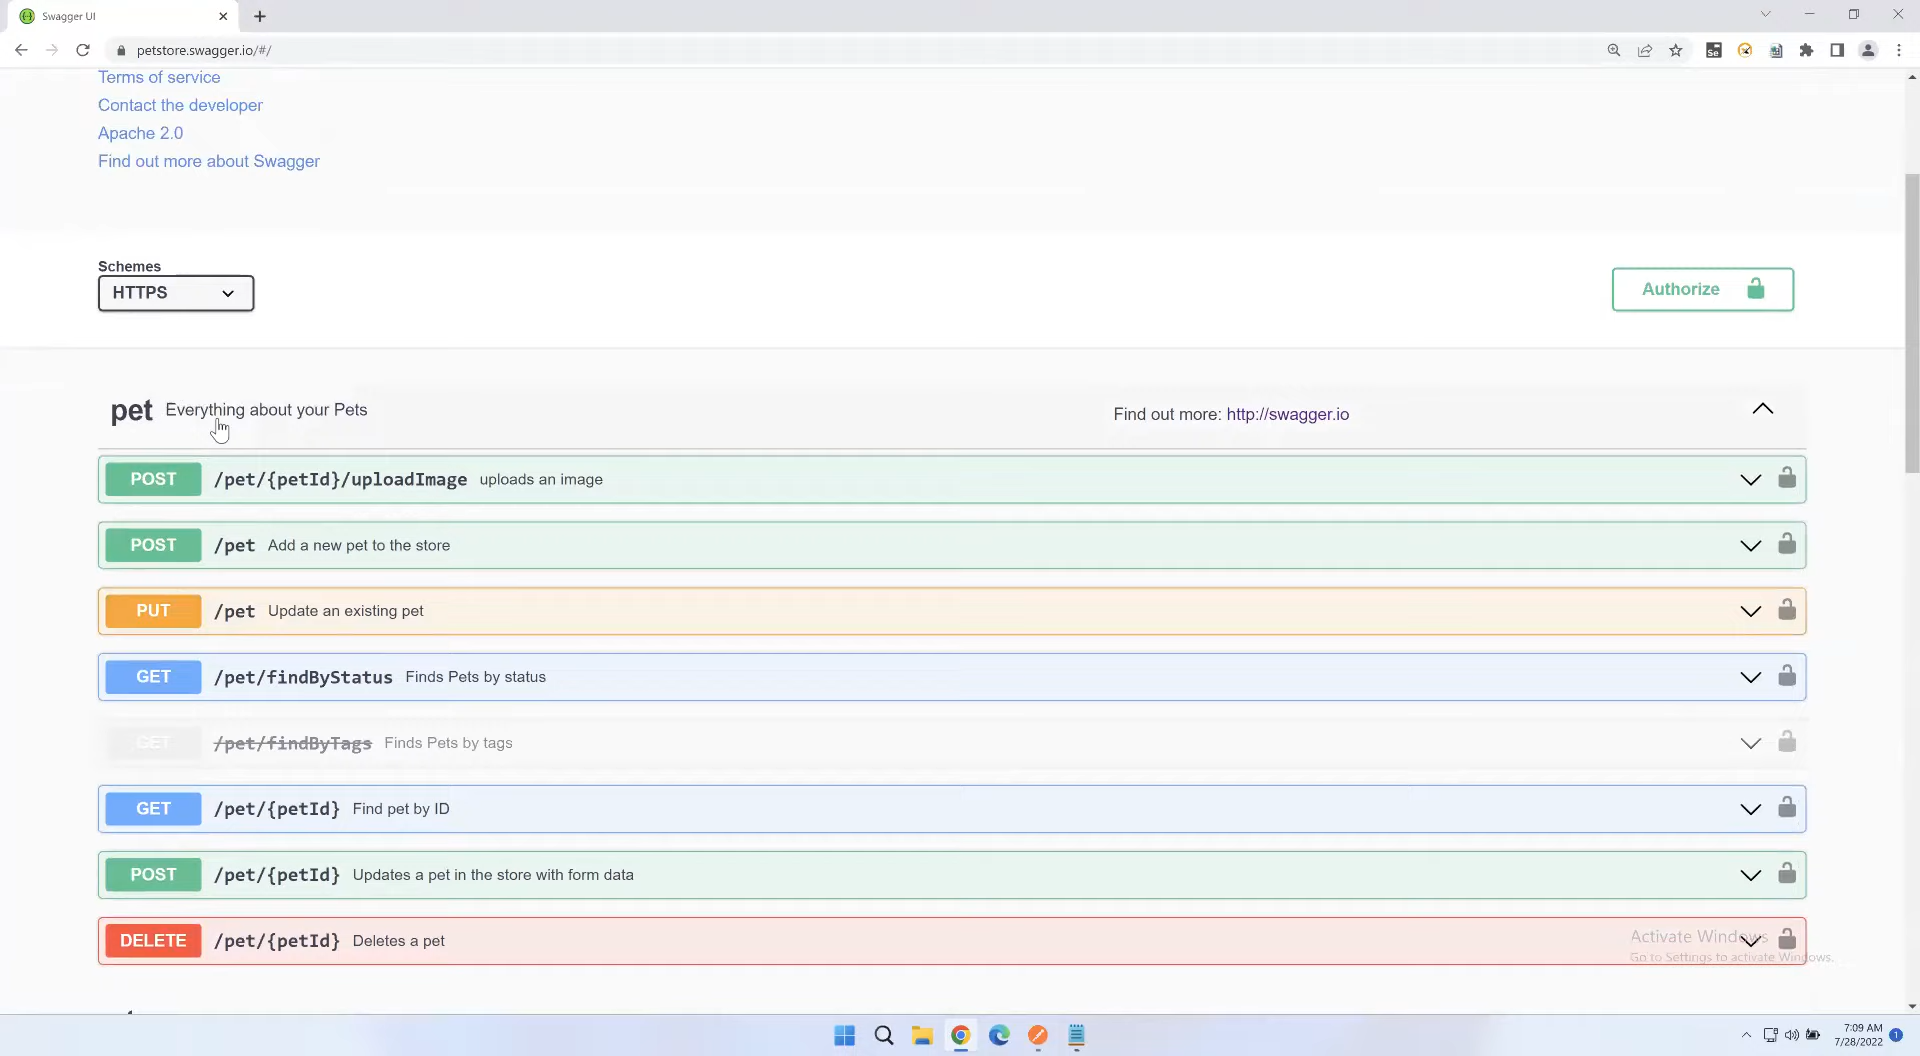 Swagger UI
petstore.swagger.io/#/
Se
Terms of service
Contact the developer
Apache 2.0
Find out more about Swagger
Schemes
HTTPS
Authorize
pet Everything about your Pets Find out more: http://swagger.io
POST /pet/{petId}/uploadImage uploads an image
POST /pet Add a new pet to the store
PUT /pet Update an existing pet
GET /pet/findByStatus Finds Pets by status
GET /pet/findByTags Finds Pets by tags
GET /pet/{petId} Find pet by ID
POST /pet/{petId} Updates a pet in the store with form data
DELETE /pet/{petId} Deletes a pet
Activate Windows
Go to Settings to activate Windows.
7:09 AM
7/28/2022
1